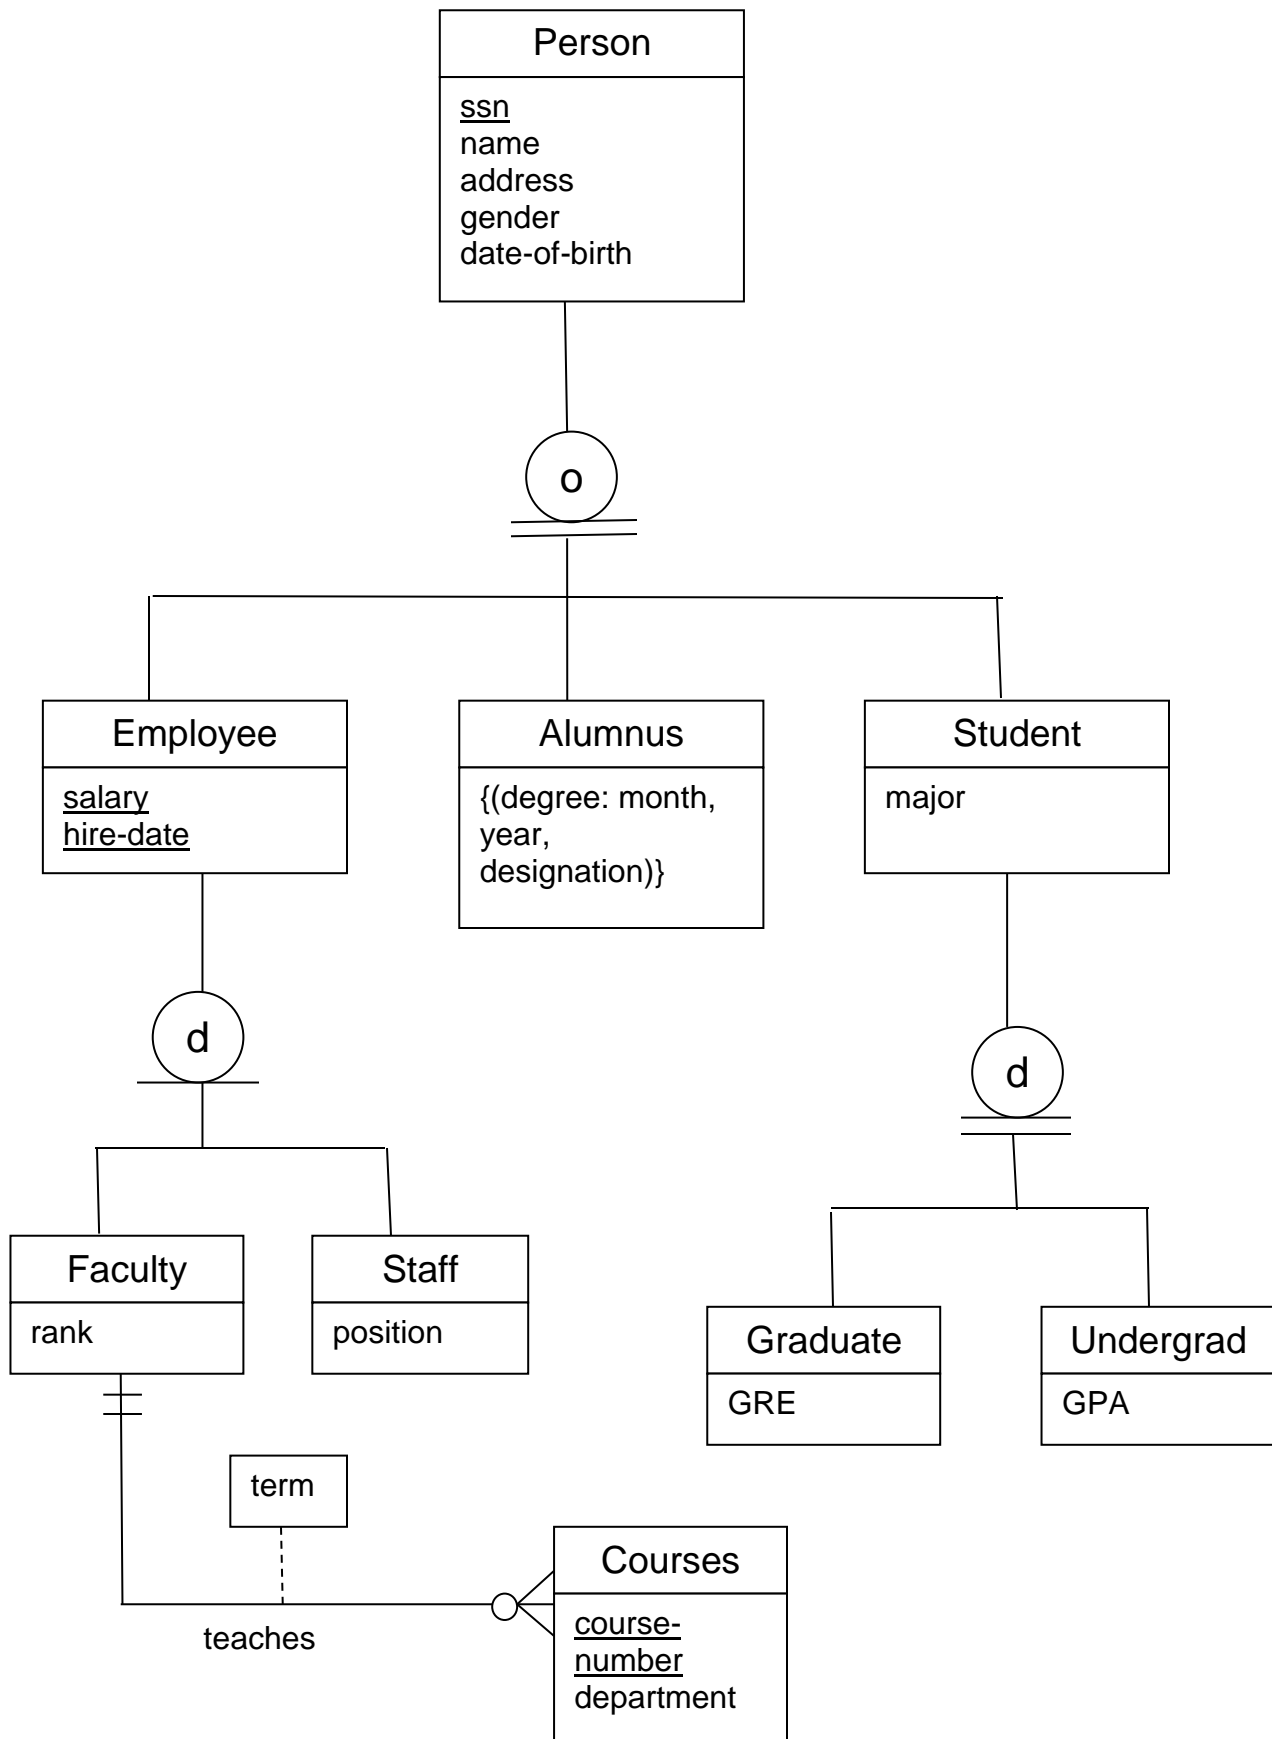 Person
ssn
name
address
gender
date-of-birth
o
Employee
salary
hire-date
Alumnus
{(degree: month,
year,
designation)}
Student
major
d
d
Faculty
rank
Staff
position
Graduate
GRE
Undergrad
GPA
term
teaches
Courses
course-
number
department